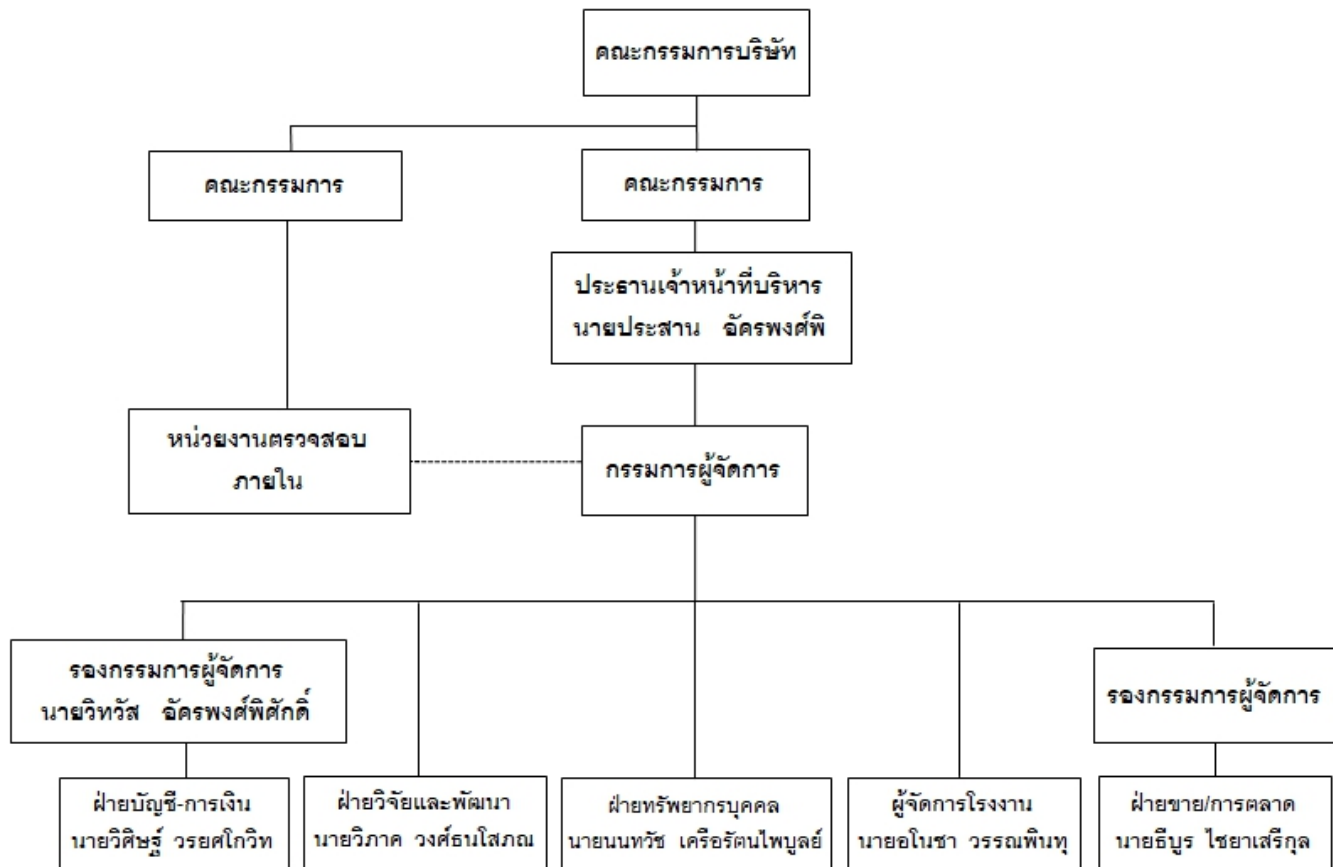 คณะกรรมการบริษัท
คณะกรรมการ
คณะกรรมการ
ประธานเจ้าหน้าที่บริหาร
นายประสาน อัครพงศ์พิ
หน่วยงานตรวจสอบ
ภายใน
กรรมการผู้จัดการ
รองกรรมการผู้จัดการ
นายวิทวัส อัครพงศ์พิศักดิ์
รองกรรมการผู้จัดการ
ฝ่ายบัญชี-การเงิน
นายวิศิษฐ์ วรยศโกวิท
ฝ่ายวิจัยและพัฒนา
นายวิภาค วงศ์ธนโสภณ
ฝ่ายทรัพยากรบุคคล
นายนนทวัช เครือรัตนไพบูลย์
ผู้จัดการโรงงาน
นายอโนชา วรรณพินทุ
ฝ่ายขาย/การตลาด
นายธีบูร ไชยาเสรีกุล